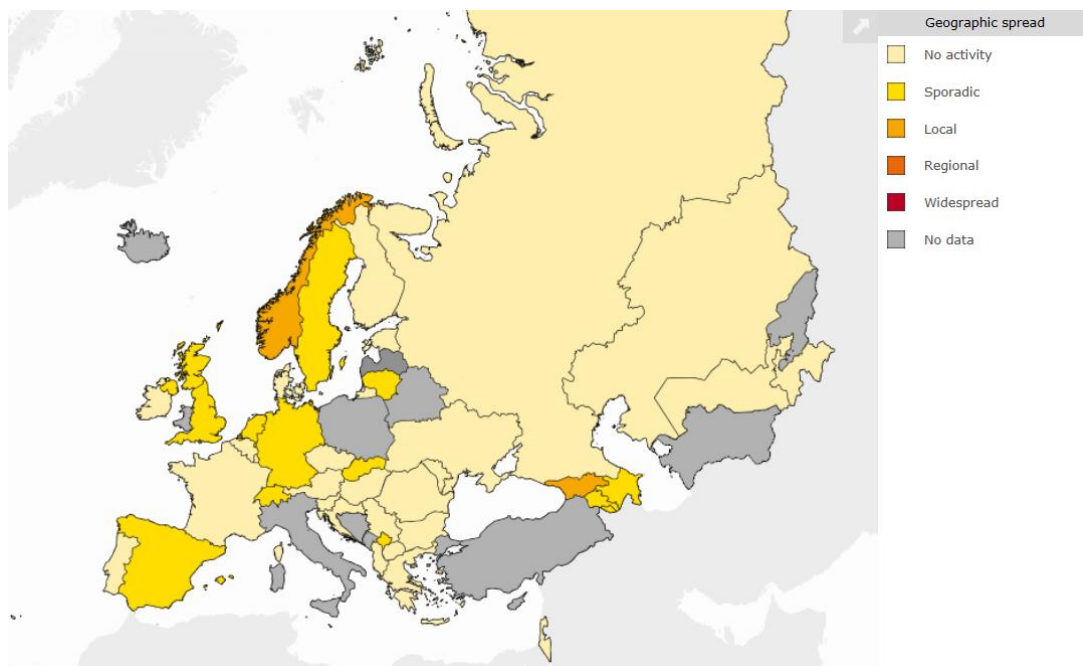 Geographic spread
No activity
Sporadic
Local
Regional
Widespread
No data